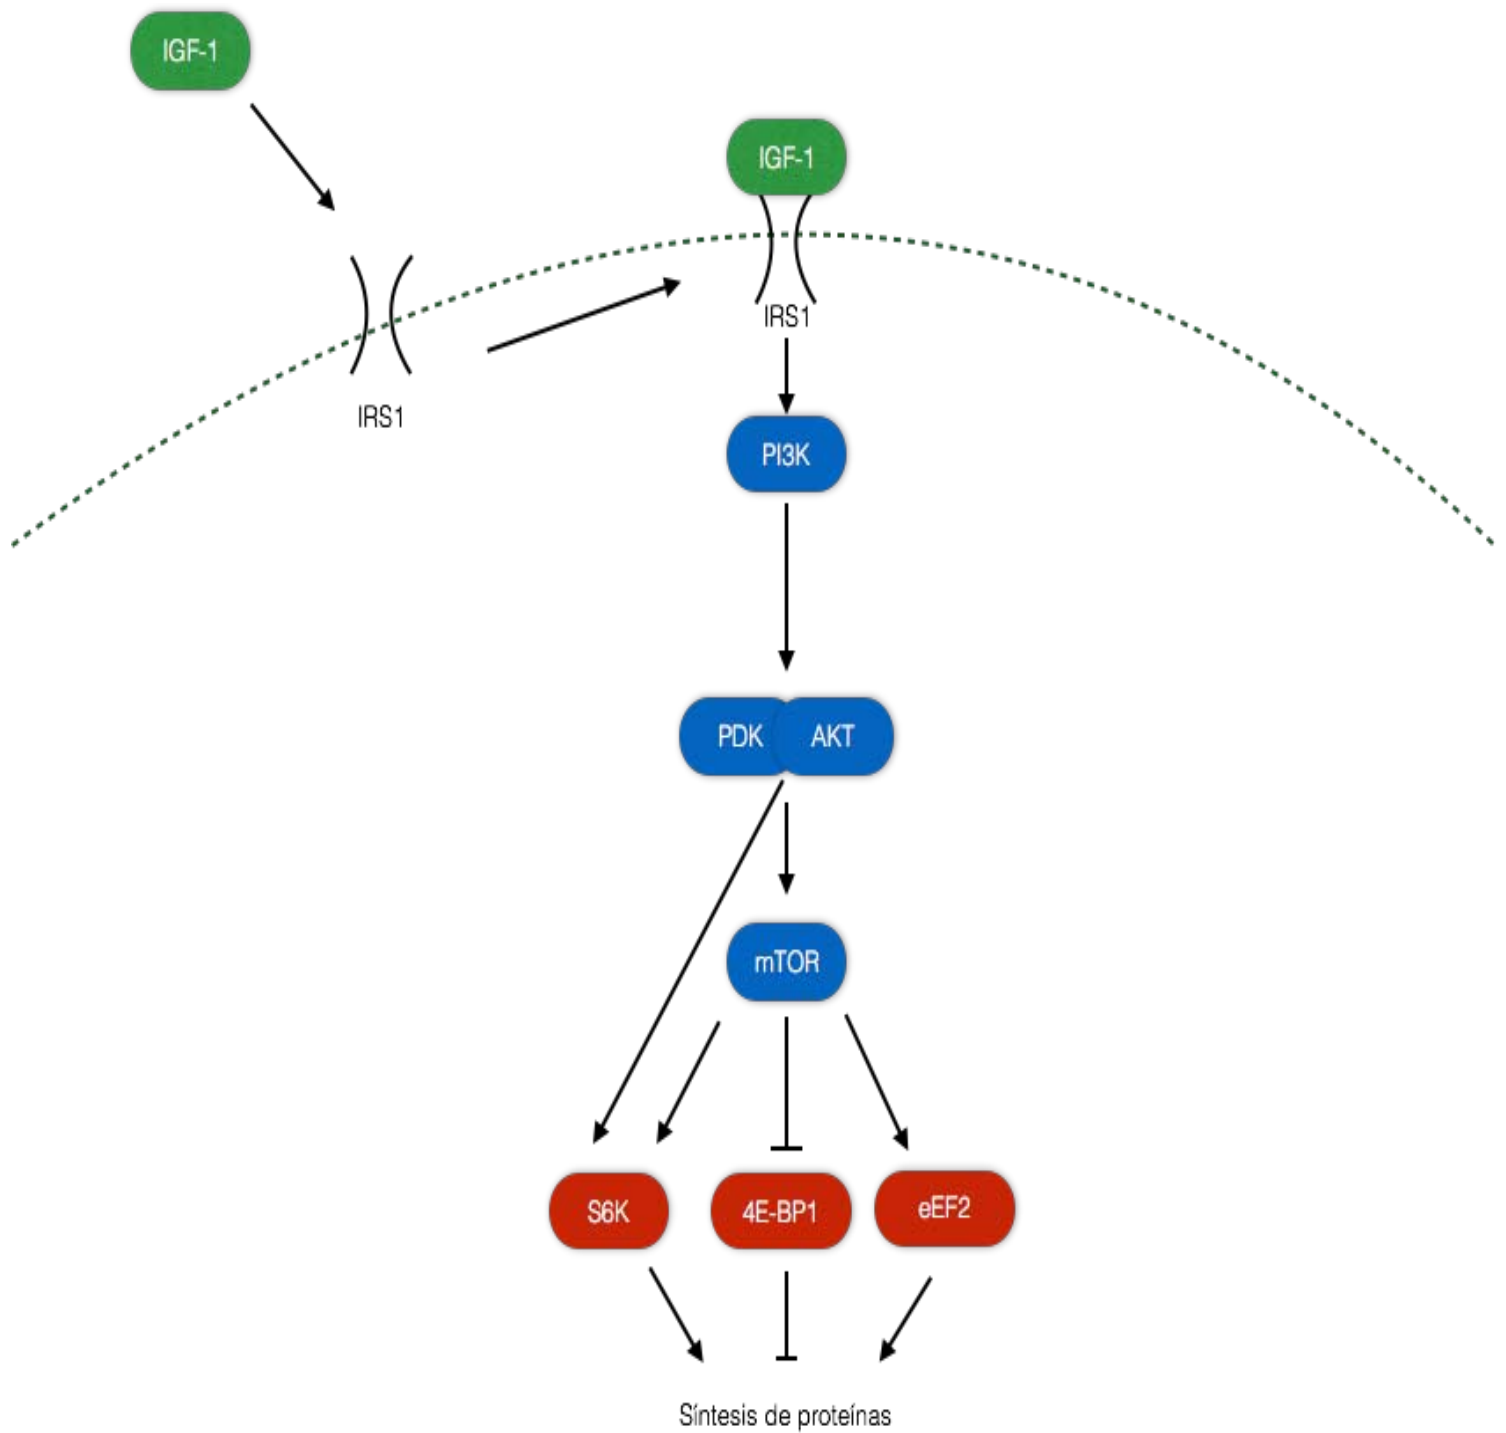 IGF-1
IGF-1
IRS1
IRS1
PI3K
PDK AKT
mTOR
S6K 4E-BP1 eEF2
Síntesis de proteínas